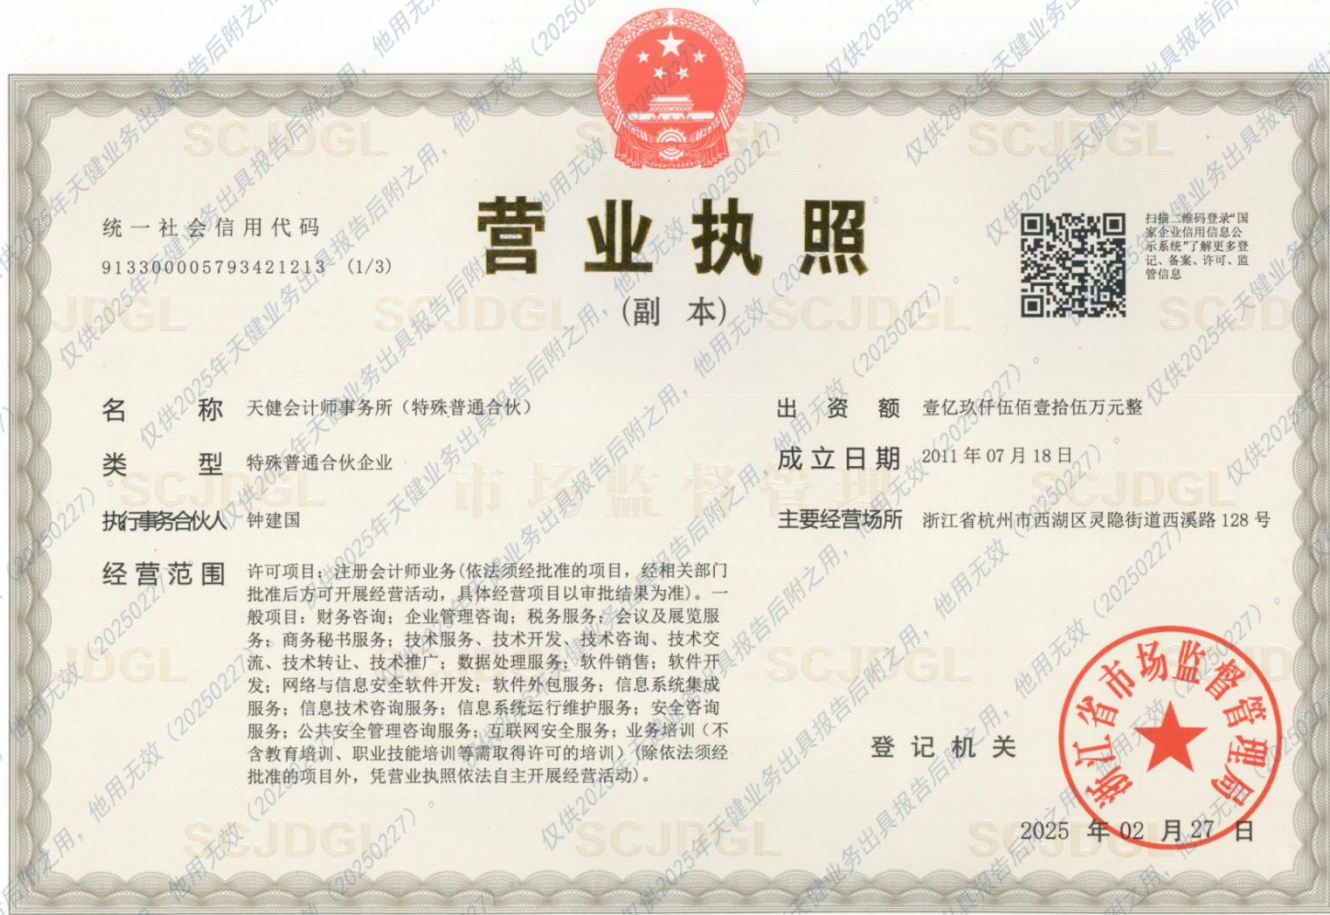 统一社会信用代码
913300005793421213 (1/3)
营业执照
(副 本)
扫描二维码登录“国
家企业信用信息公
示系统”了解更多登
记、备案、许可、监
管信息
名 称 天健会计师事务所（特殊普通合伙）
类 型 特殊普通合伙企业
执行事务合伙人 钟建国
经营范围 许可项目：注册会计师业务(依法须经批准的项目，经相关部门
批准后方可开展经营活动，具体经营项目以审批结果为准)。一
般项目：财务咨询；企业管理咨询；税务服务；会议及展览服
务；商务秘书服务；技术服务、技术开发、技术咨询、技术交
流、技术转让、技术推广；数据处理服务；软件销售；软件开
发；网络与信息安全软件开发；软件外包服务；信息系统集成
服务；信息技术咨询服务；信息系统运行维护服务；安全咨询
服务；公共安全管理咨询服务；互联网安全服务；业务培训（不
含教育培训、职业技能培训等需取得许可的培训）(除依法须经
批准的项目外，凭营业执照依法自主开展经营活动)。
出 资 额 壹亿玖仟伍佰壹拾伍万元整
成立日期 2011 年 07 月 18 日
主要经营场所 浙江省杭州市西湖区灵隐街道西溪路 128 号
登记机关
浙江省市场监督管理局
2025 年 02 月 27 日
SCJDGL
市场监督管理
仅供2025年天健业务出具报告后附之用，他用无效（20250227）。